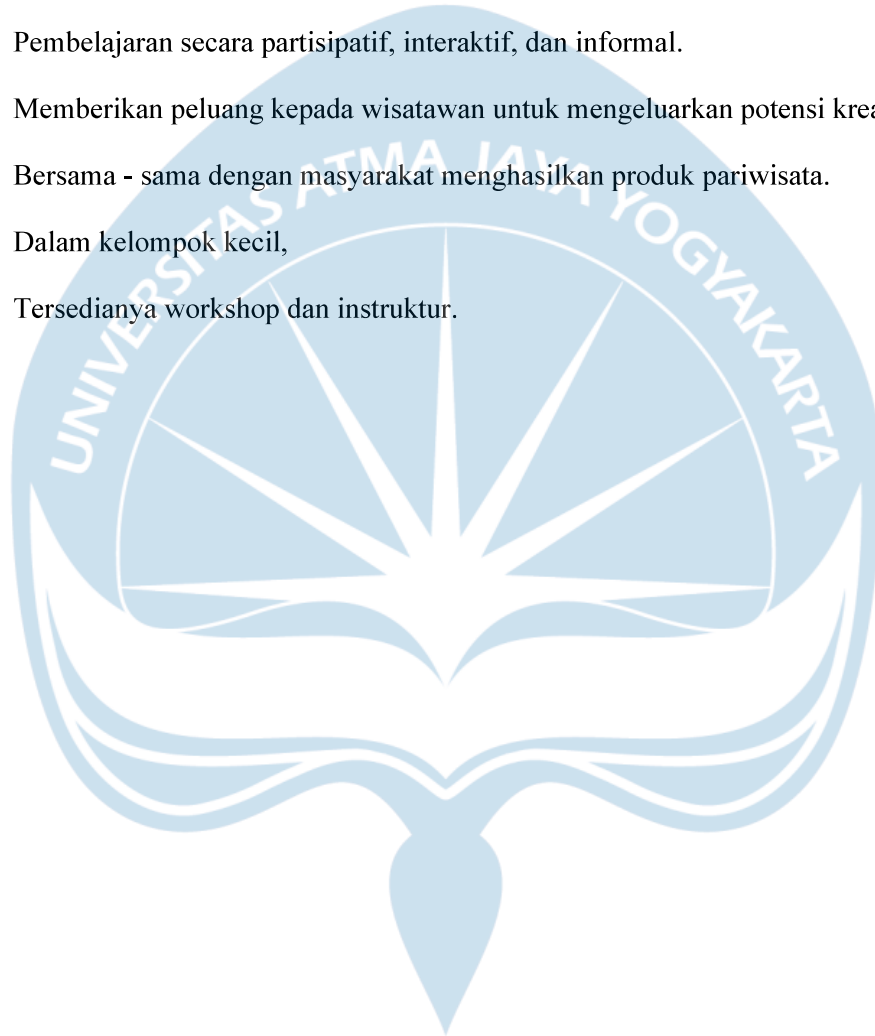 Pembelajaran secara partisipatif, interaktif, dan informal.
Memberikan peluang kepada wisatawan untuk mengeluarkan potensi
Bersama - sama dengan masyarakat menghasilkan produk pariwisata.
Dalam kelompok kecil,
Tersedianya workshop dan instruktur.
UNIVERSITAS ATMA JAYA YOGYAKARTA